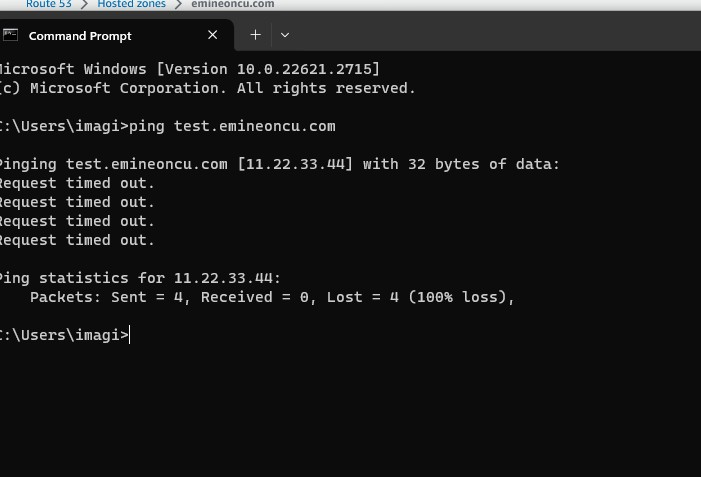 Route 53 > Hosted zones > emineoncu.com
Command Prompt
Microsoft Windows [Version 10.0.22621.2715]
(c) Microsoft Corporation. All rights reserved.
C:\Users\imagi>ping test.emineoncu.com
Pinging test.emineoncu.com [11.22.33.44] with 32 bytes of data:
Request timed out.
Request timed out.
Request timed out.
Request timed out.
Ping statistics for 11.22.33.44:
Packets: Sent = 4, Received = 0, Lost = 4 (100% loss),
C:\Users\imagi>